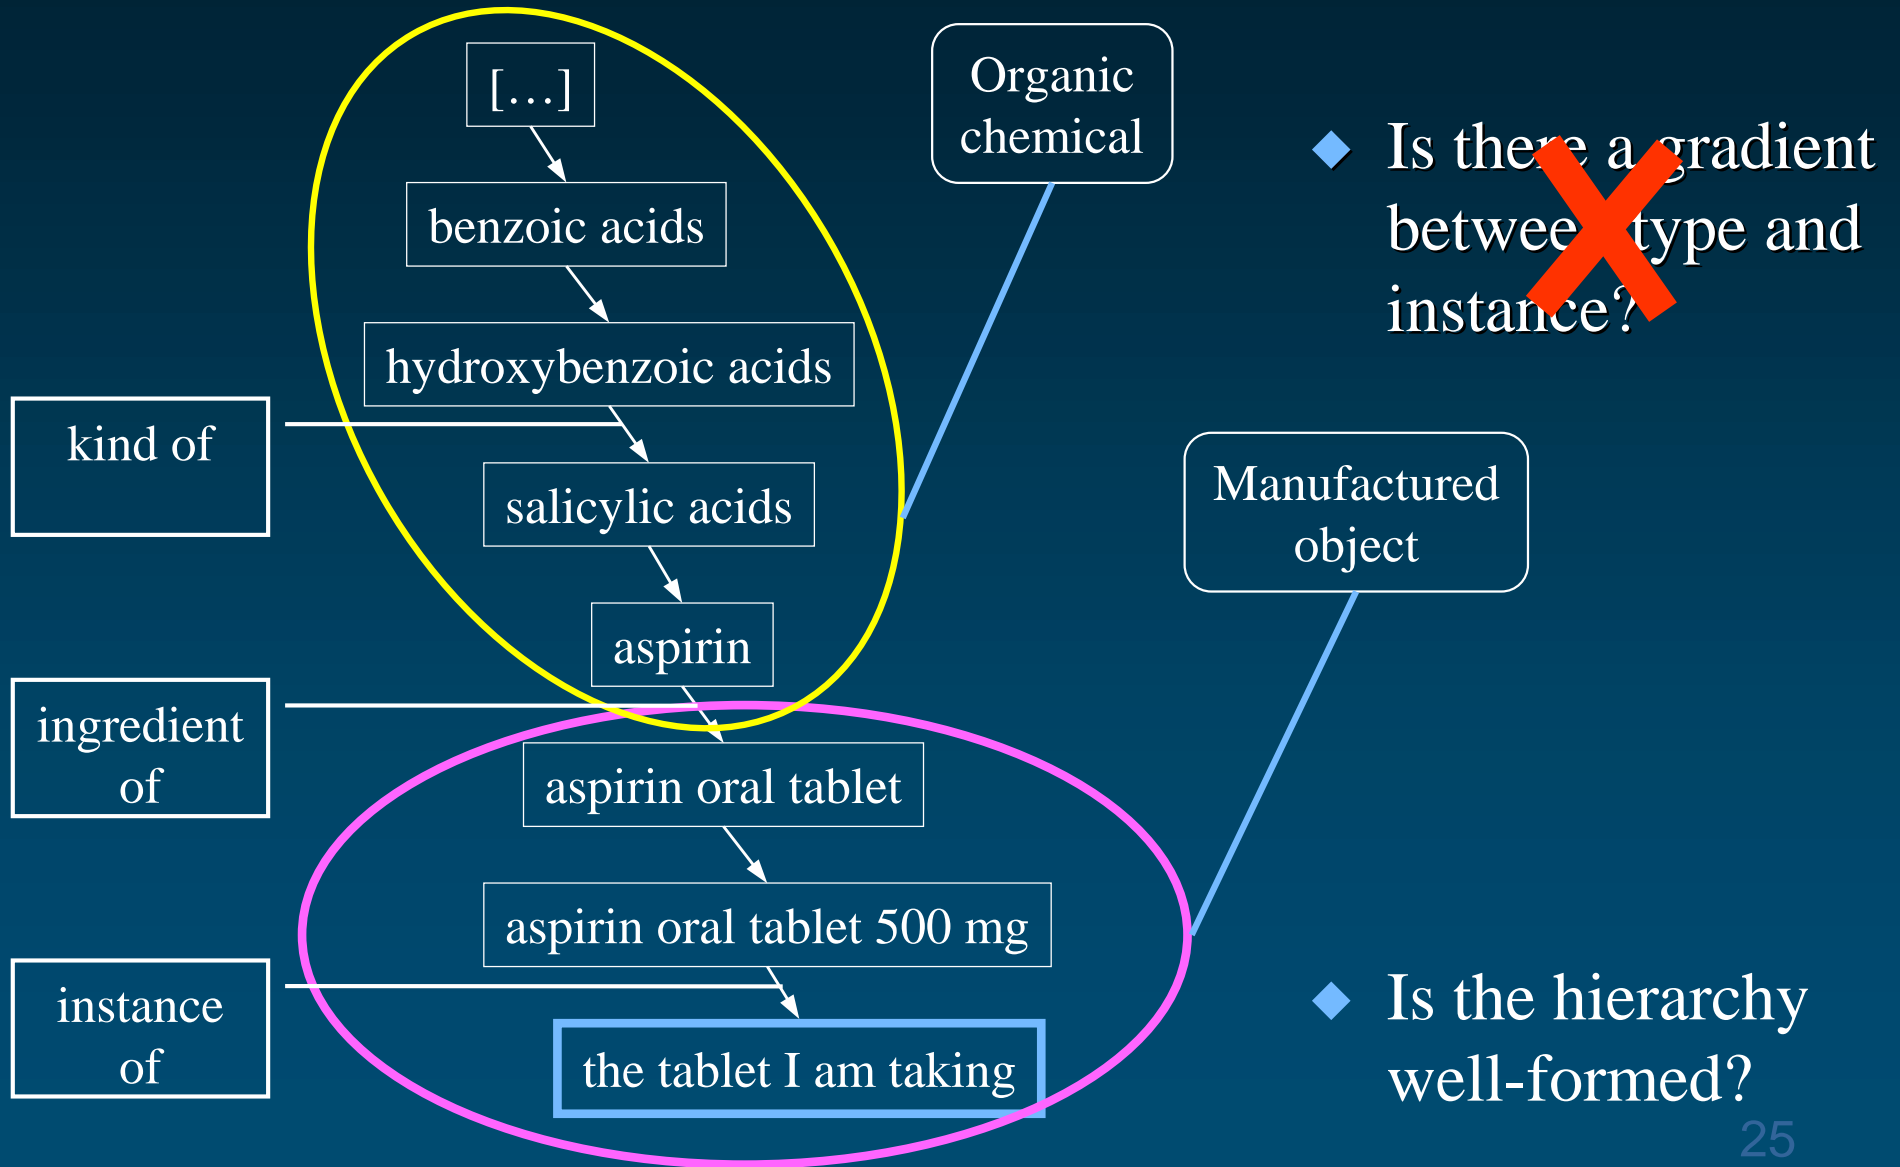 […]
benzoic acids
hydroxybenzoic acids
salicylic acids
aspirin
aspirin oral tablet
aspirin oral tablet 500 mg
the tablet I am taking
kind of
ingredient
of
instance
of
Organic
chemical
Manufactured
object
Is there a gradient
between type and
instance?
Is the hierarchy
well-formed?
25